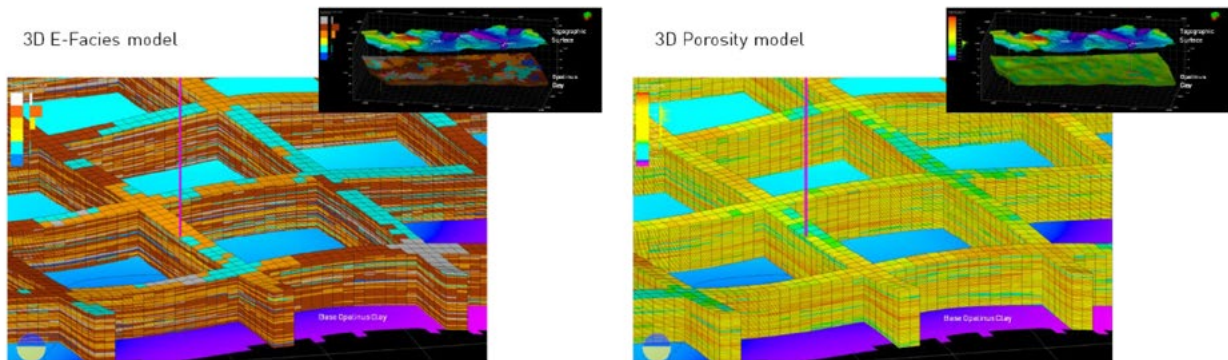 3D E-Facies model
Topographic
Surface
Opalinus
Clay
Base Opalinus Clay
3D Porosity model
Topographic
Surface
Opalinus
Clay
Base Opalinus Clay